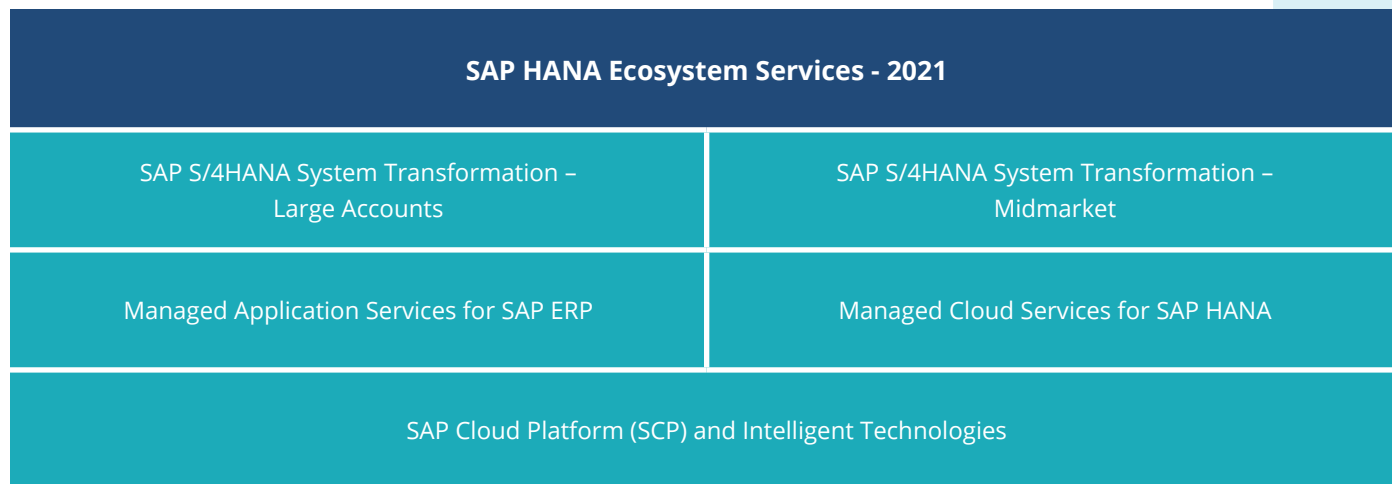 SAP HANA Ecosystem Services - 2021
SAP S/4HANA System Transformation –
Large Accounts
SAP S/4HANA System Transformation –
Midmarket
Managed Application Services for SAP ERP
Managed Cloud Services for SAP HANA
SAP Cloud Platform (SCP) and Intelligent Technologies